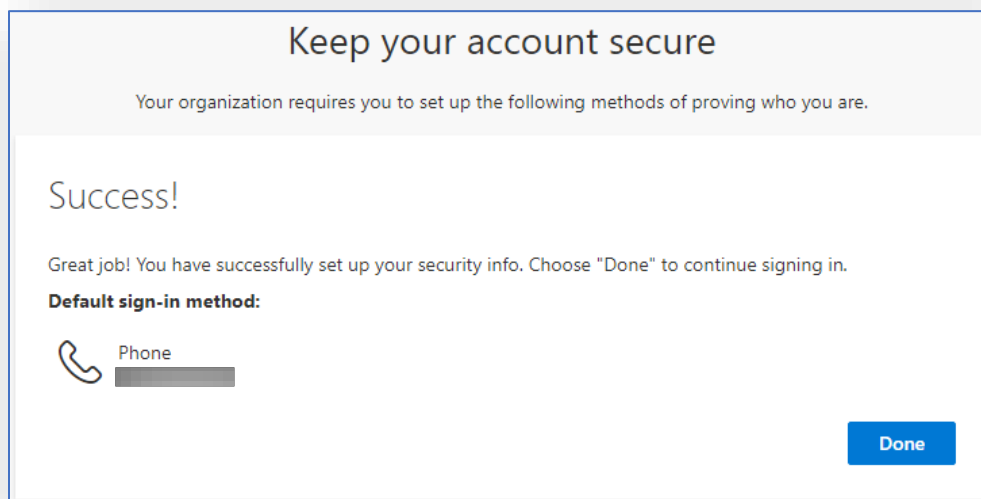 Keep your account secure
Your organization requires you to set up the following methods of proving who you are.
Success!
Great job! You have successfully set up your security info. Choose "Done" to continue signing in.
Default sign-in method:
Phone
Done